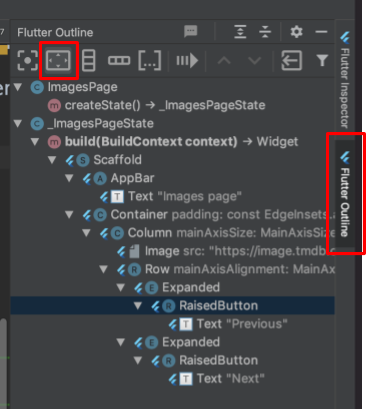 Flutter Outline
ImagesPage
createState() → _ImagesPageState
_ImagesPageState
build(BuildContext context) → Widget
Scaffold
AppBar
Text "Images page"
Container padding: const EdgeInsets.
Column mainAxisSize: MainAxisSize
Image src: "https://image.tmdb.
Row mainAxisAlignment: MainAx
Expanded
RaisedButton
Text "Previous"
Expanded
RaisedButton
Text "Next"
Flutter Inspector
Flutter Outline